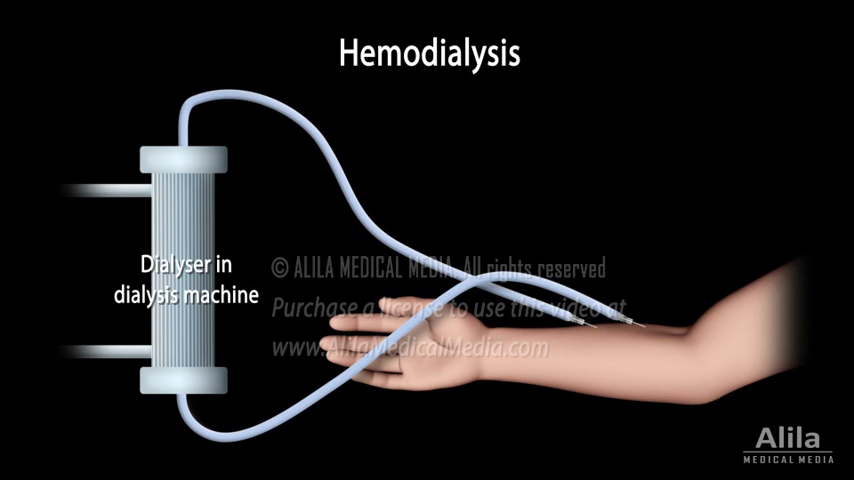 Hemodialysis
Dialyser in
dialysis machine
© ALILA MEDICAL MEDIA. All rights reserved
Purchase a license to use this video at
www.AlilaMedicalMedia.com
Alila
MEDICAL MEDIA